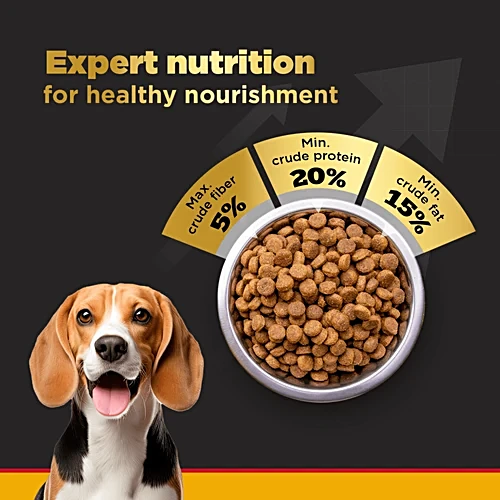 Expert nutrition
for healthy nourishment
Max.
crude fiber
5%
Min.
crude protein
20%
Min.
crude fat
15%